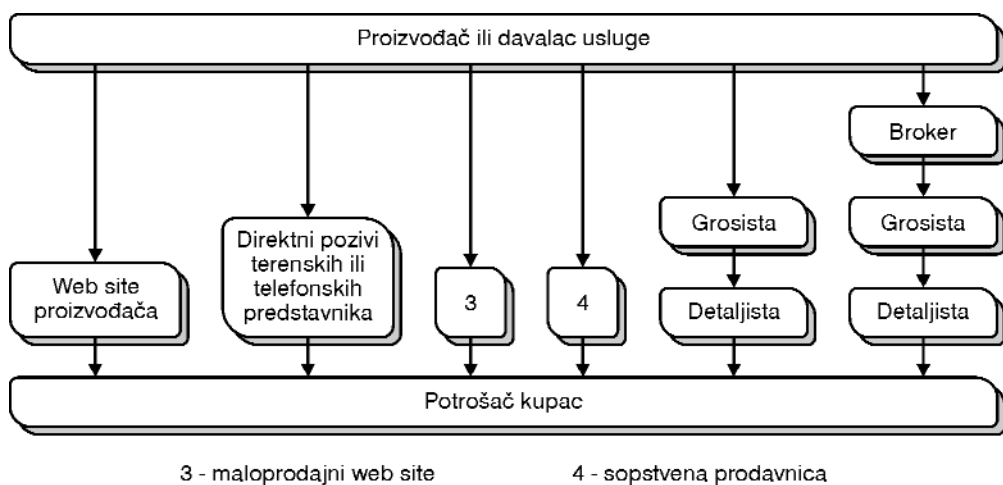 Proizvođač ili davalac usluge
Broker
Grosista
Grosista
Direktni pozivi
terenskih ili
telefonskih
predstavnika
Web site
proizvođača
3
4
Detaljista
Detaljista
Potrošač kupac
3 - maloprodajni web site
4 - sopstvena prodavnica